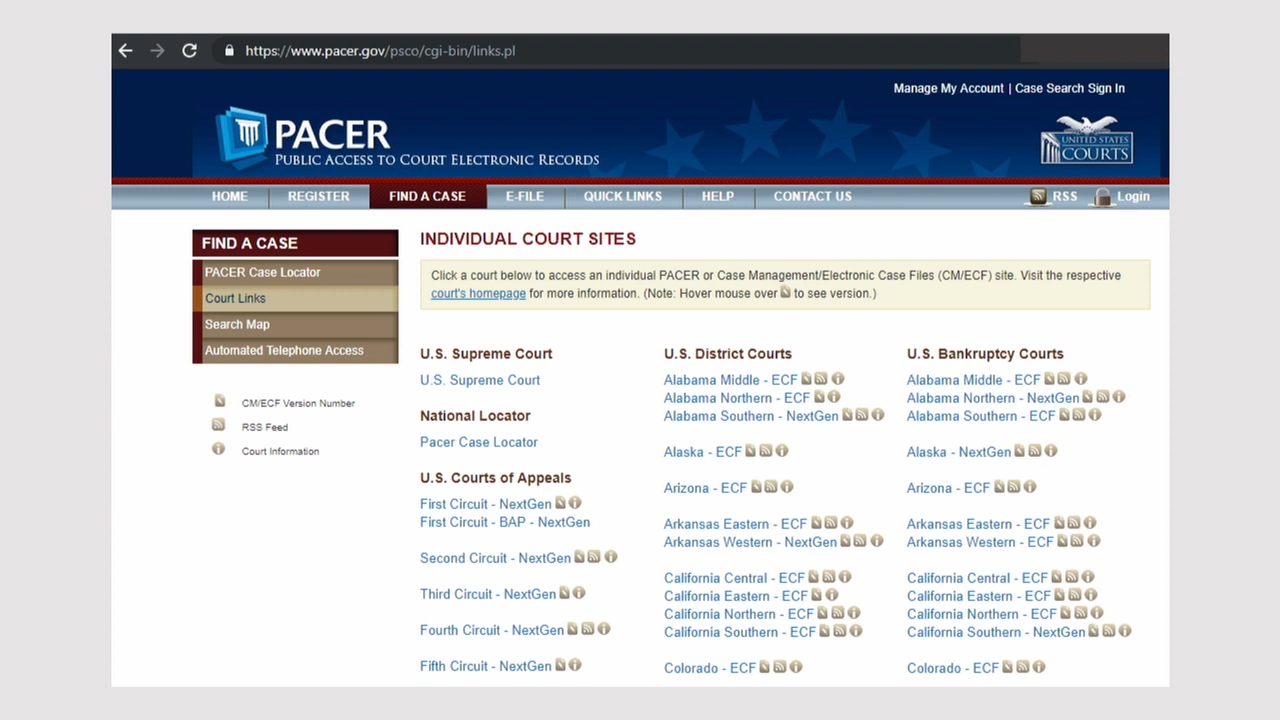 https://www.pacer.gov/psco/cgi-bin/links.pl
Manage My Account | Case Search Sign In
PACER
PUBLIC ACCESS TO COURT ELECTRONIC RECORDS
UNITED STATES
COURTS
HOME REGISTER FIND A CASE E-FILE QUICK LINKS HELP CONTACT US RSS Login
FIND A CASE
PACER Case Locator
Court Links
Search Map
Automated Telephone Access
CM/ECF Version Number
RSS Feed
Court Information
INDIVIDUAL COURT SITES
Click a court below to access an individual PACER or Case Management/Electronic Case Files (CM/ECF) site. Visit the respective
court's homepage for more information. (Note: Hover mouse over to see version.)
U.S. Supreme Court
U.S. Supreme Court
National Locator
Pacer Case Locator
U.S. Courts of Appeals
First Circuit - NextGen
First Circuit - BAP - NextGen
Second Circuit - NextGen
Third Circuit - NextGen
Fourth Circuit - NextGen
Fifth Circuit - NextGen
U.S. District Courts
Alabama Middle - ECF
Alabama Northern - ECF
Alabama Southern - NextGen
Alaska - ECF
Arizona - ECF
Arkansas Eastern - ECF
Arkansas Western - NextGen
California Central - ECF
California Eastern - ECF
California Northern - ECF
California Southern - ECF
Colorado - ECF
U.S. Bankruptcy Courts
Alabama Middle - ECF
Alabama Northern - NextGen
Alabama Southern - ECF
Alaska - NextGen
Arizona - ECF
Arkansas Eastern - ECF
Arkansas Western - ECF
California Central - ECF
California Eastern - ECF
California Northern - ECF
California Southern - NextGen
Colorado - ECF